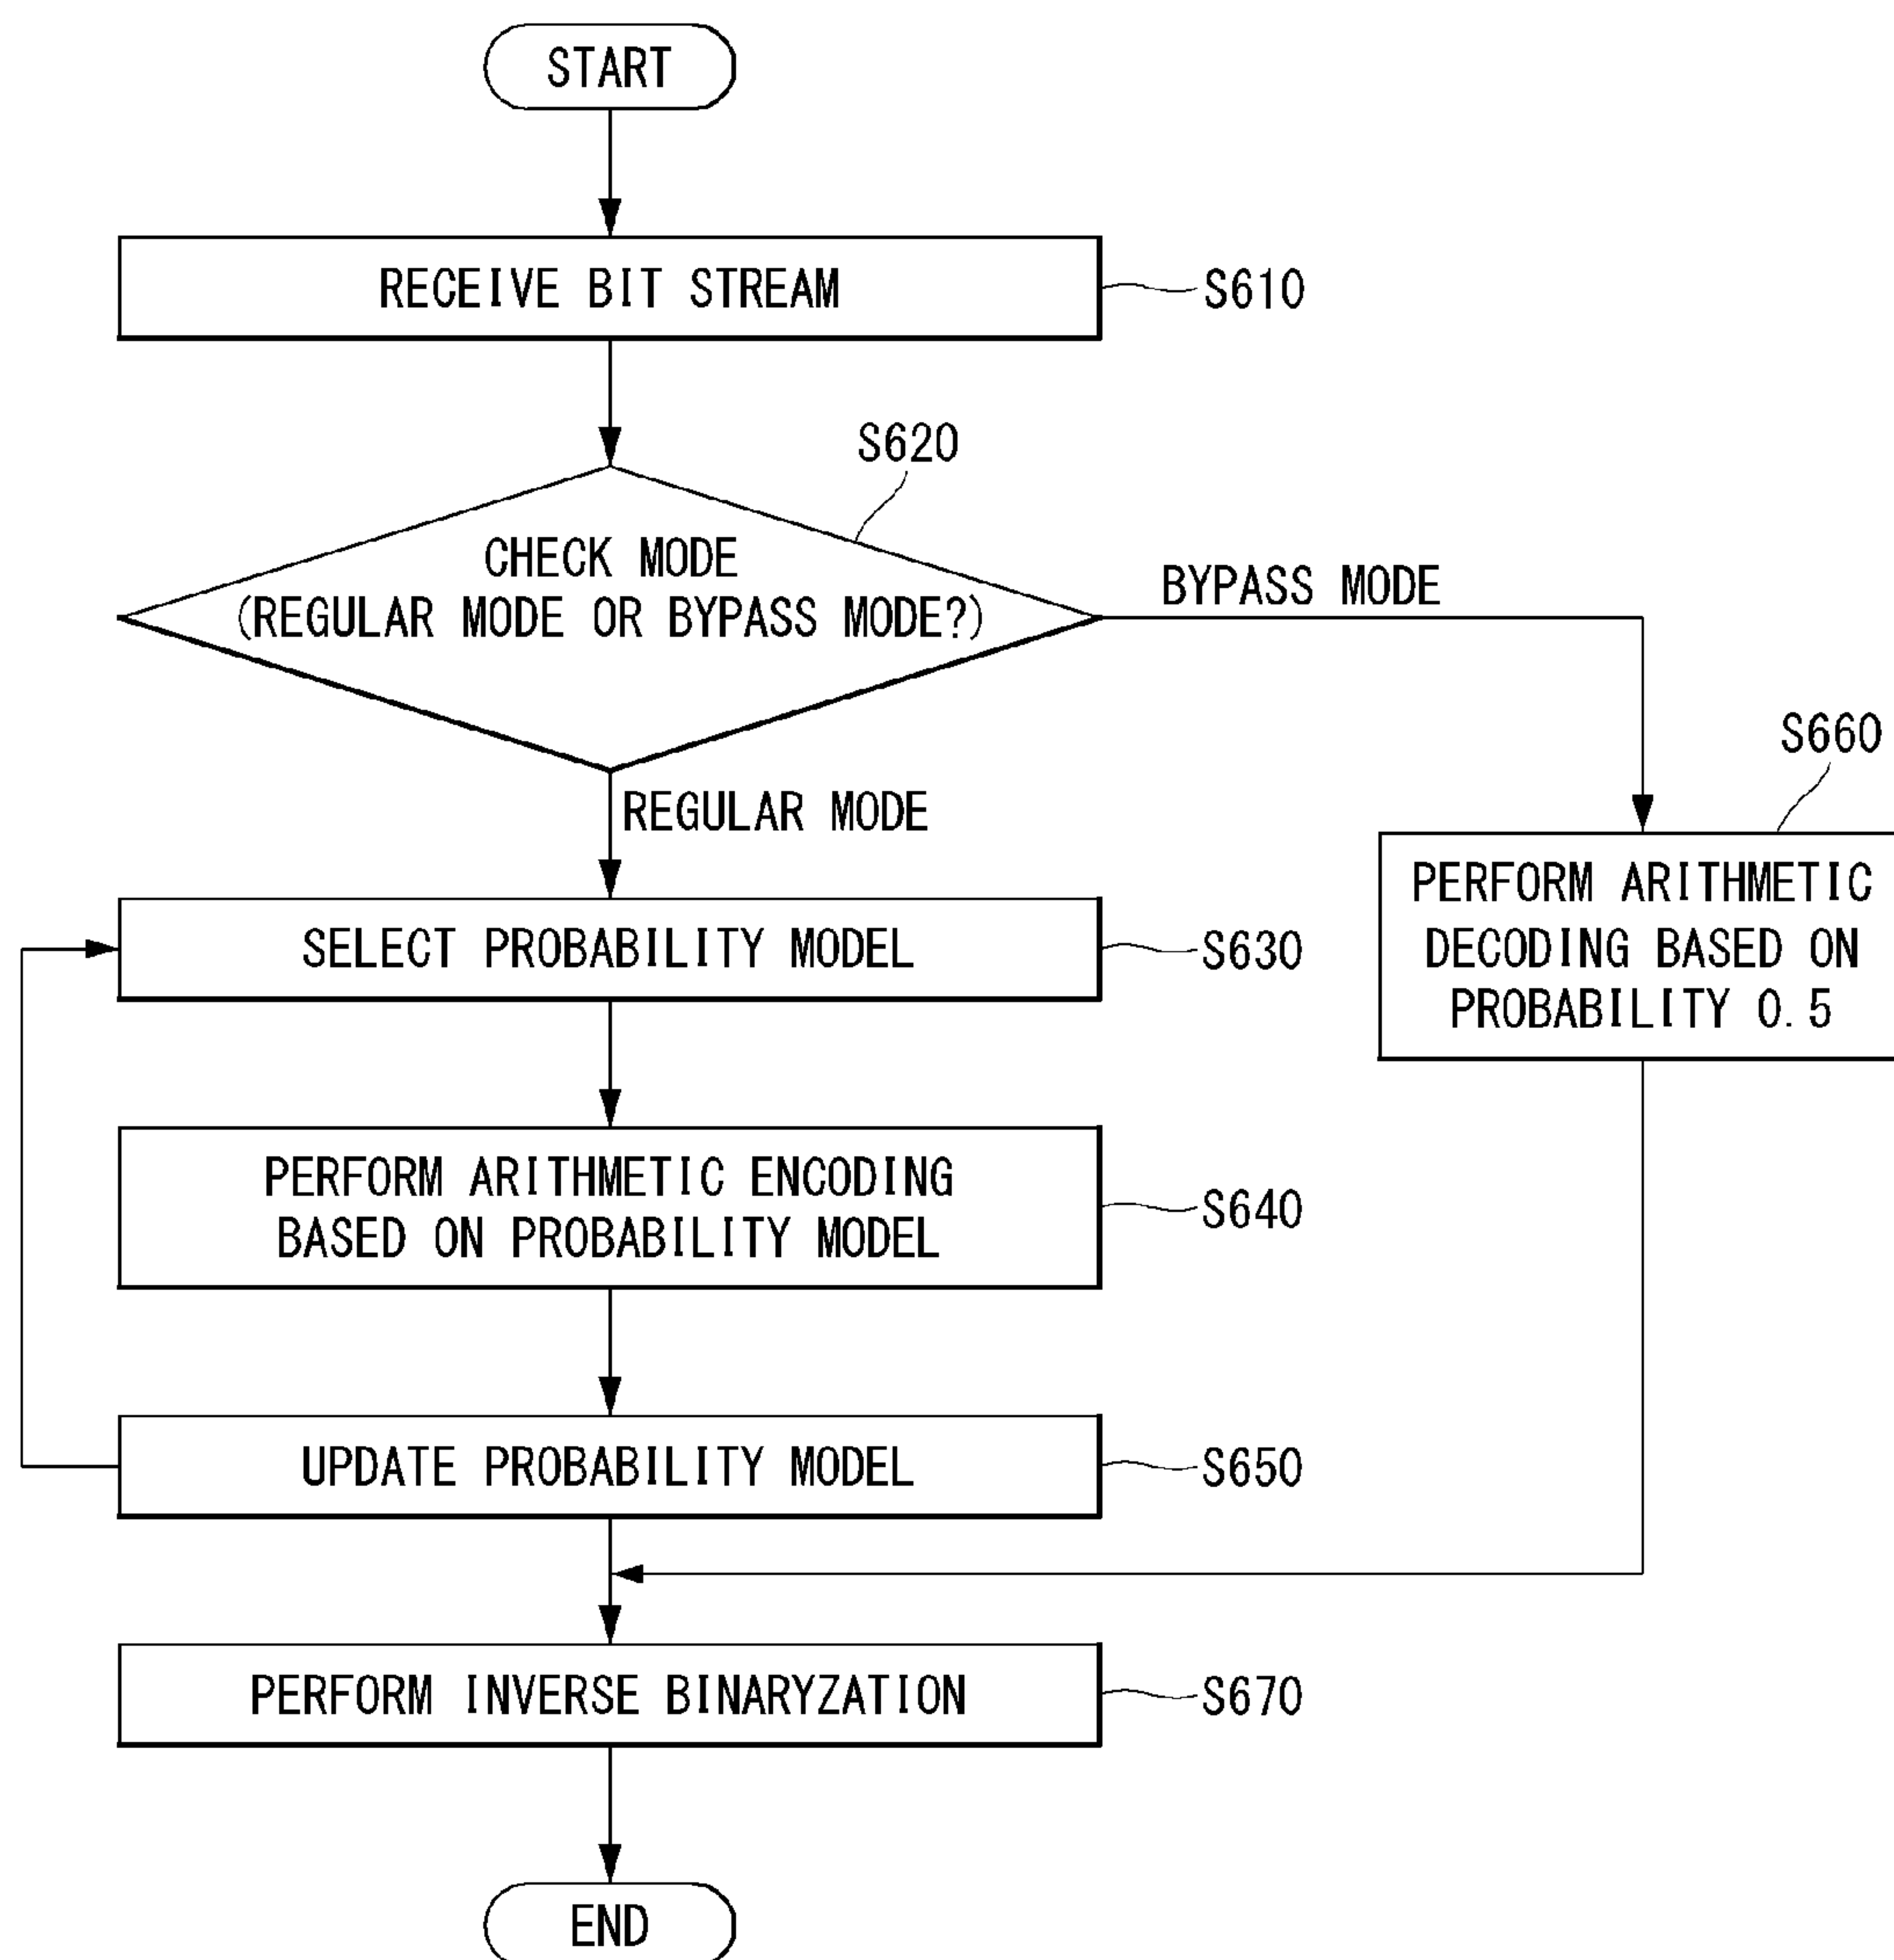 START
RECEIVE BIT STREAM
S610
S620
CHECK MODE
(REGULAR MODE OR BYPASS MODE?)
BYPASS MODE
REGULAR MODE
S660
PERFORM ARITHMETIC
DECODING BASED ON
PROBABILITY 0.5
SELECT PROBABILITY MODEL
S630
PERFORM ARITHMETIC ENCODING
BASED ON PROBABILITY MODEL
S640
UPDATE PROBABILITY MODEL
S650
PERFORM INVERSE BINARYZATION
S670
END